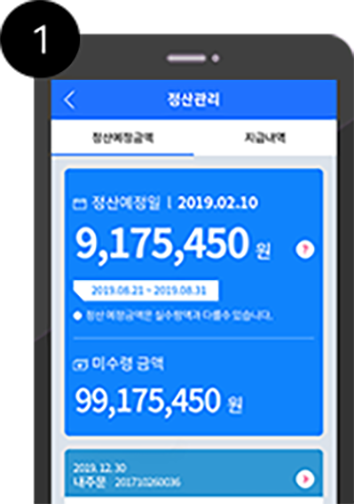 1
정산관리
정산예정금액 지급내역
정산예정일 | 2019.02.10
9,175,450 원 ?
2019.08.21 ~ 2019.08.31
정산 예정금액은 실수령액과 다를수 있습니다.
미수령 금액
99,175,450 원
2019. 12. 30
내주문 201710260036